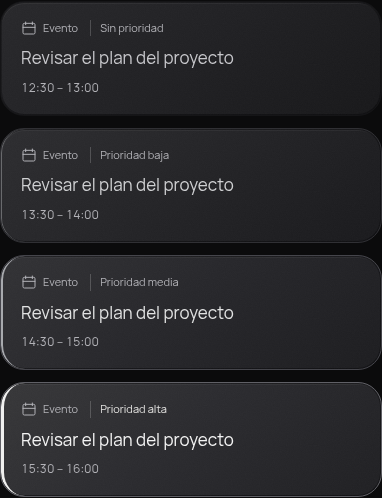 Evento Sin prioridad
Revisar el plan del proyecto
12:30 – 13:00
Evento Prioridad baja
Revisar el plan del proyecto
13:30 – 14:00
Evento Prioridad media
Revisar el plan del proyecto
14:30 – 15:00
Evento Prioridad alta
Revisar el plan del proyecto
15:30 – 16:00